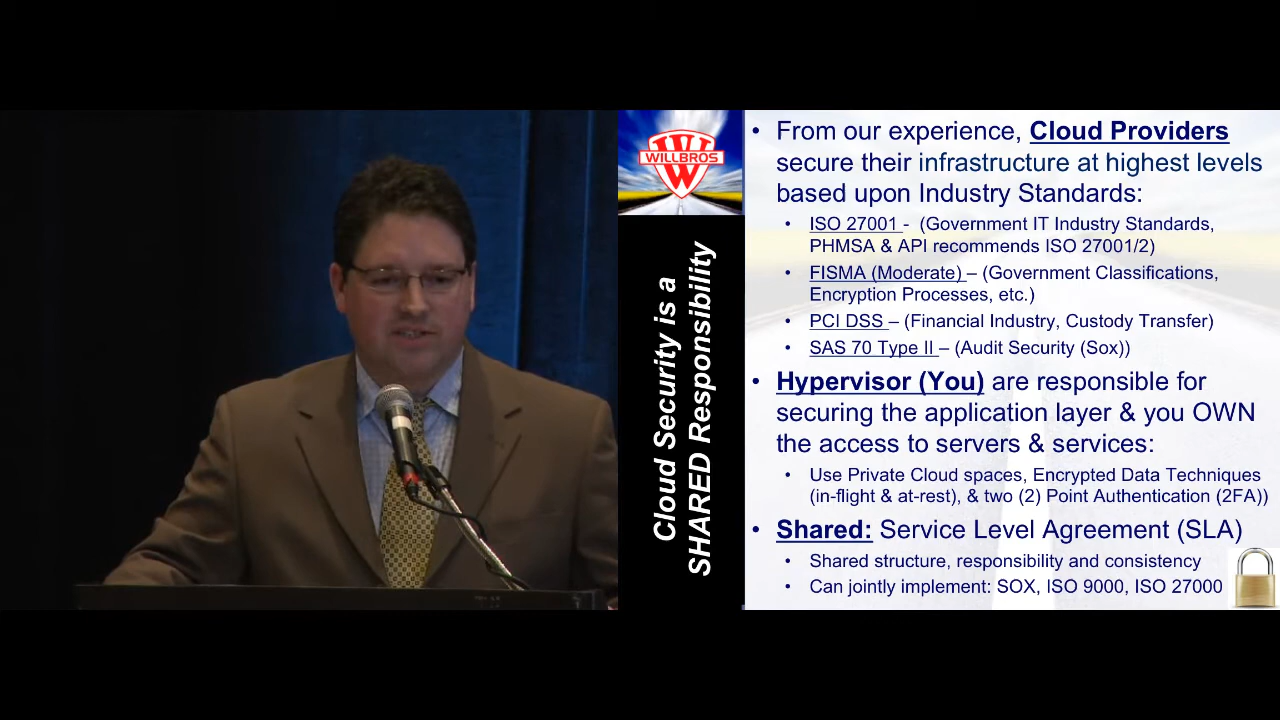 WILLBROS
Cloud Security is a
SHARED Responsibility
• From our experience, Cloud Providers
secure their infrastructure at highest levels
based upon Industry Standards:
• ISO 27001 - (Government IT Industry Standards,
PHMSA & API recommends ISO 27001/2)
• FISMA (Moderate) – (Government Classifications,
Encryption Processes, etc.)
• PCI DSS – (Financial Industry, Custody Transfer)
• SAS 70 Type II – (Audit Security (Sox))
• Hypervisor (You) are responsible for
securing the application layer & you OWN
the access to servers & services:
• Use Private Cloud spaces, Encrypted Data Techniques
(in-flight & at-rest), & two (2) Point Authentication (2FA))
• Shared: Service Level Agreement (SLA)
• Shared structure, responsibility and consistency
• Can jointly implement: SOX, ISO 9000, ISO 27000